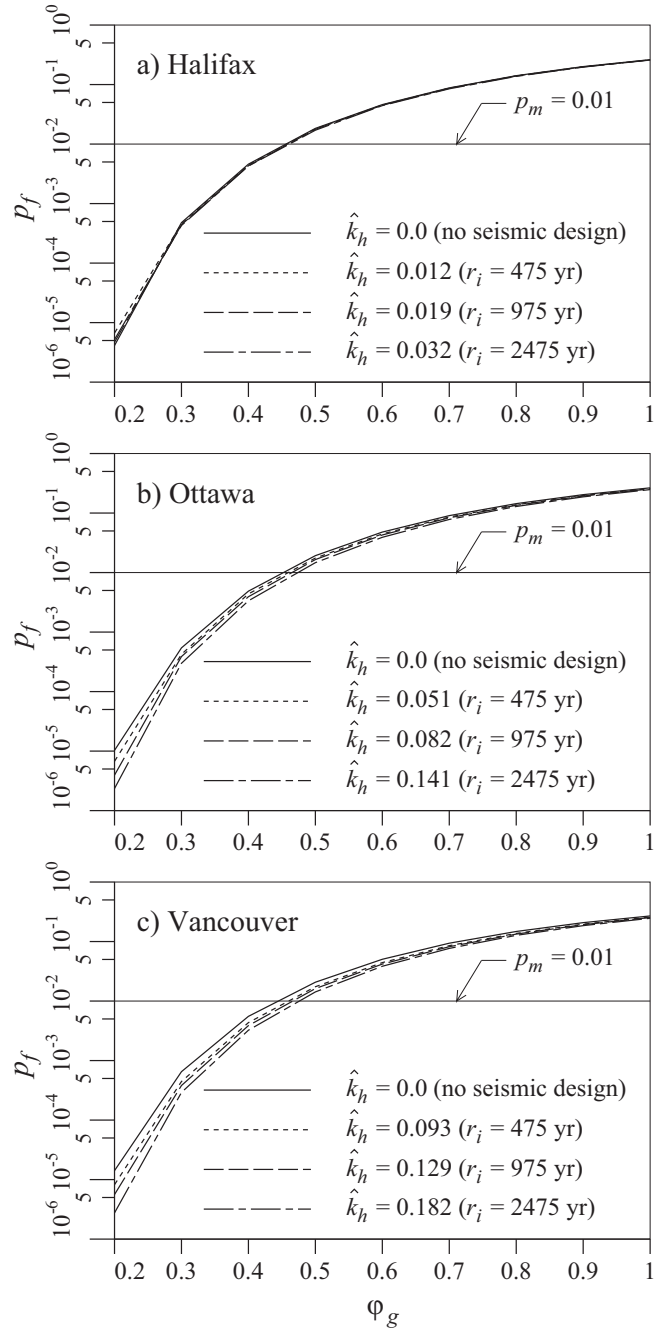 10⁰
5
10⁻¹
5
10⁻²
5
10⁻³
5
10⁻⁴
5
10⁻⁵
5
10⁻⁶
p_f
a) Halifax
p_m = 0.01
k̂_h = 0.0 (no seismic design)
k̂_h = 0.012 (r_i = 475 yr)
k̂_h = 0.019 (r_i = 975 yr)
k̂_h = 0.032 (r_i = 2475 yr)
0.2 0.3 0.4 0.5 0.6 0.7 0.8 0.9 1
10⁰
5
10⁻¹
5
10⁻²
5
10⁻³
5
10⁻⁴
5
10⁻⁵
5
10⁻⁶
p_f
b) Ottawa
p_m = 0.01
k̂_h = 0.0 (no seismic design)
k̂_h = 0.051 (r_i = 475 yr)
k̂_h = 0.082 (r_i = 975 yr)
k̂_h = 0.141 (r_i = 2475 yr)
0.2 0.3 0.4 0.5 0.6 0.7 0.8 0.9 1
10⁰
5
10⁻¹
5
10⁻²
5
10⁻³
5
10⁻⁴
5
10⁻⁵
5
10⁻⁶
p_f
c) Vancouver
p_m = 0.01
k̂_h = 0.0 (no seismic design)
k̂_h = 0.093 (r_i = 475 yr)
k̂_h = 0.129 (r_i = 975 yr)
k̂_h = 0.182 (r_i = 2475 yr)
0.2 0.3 0.4 0.5 0.6 0.7 0.8 0.9 1
φ_g